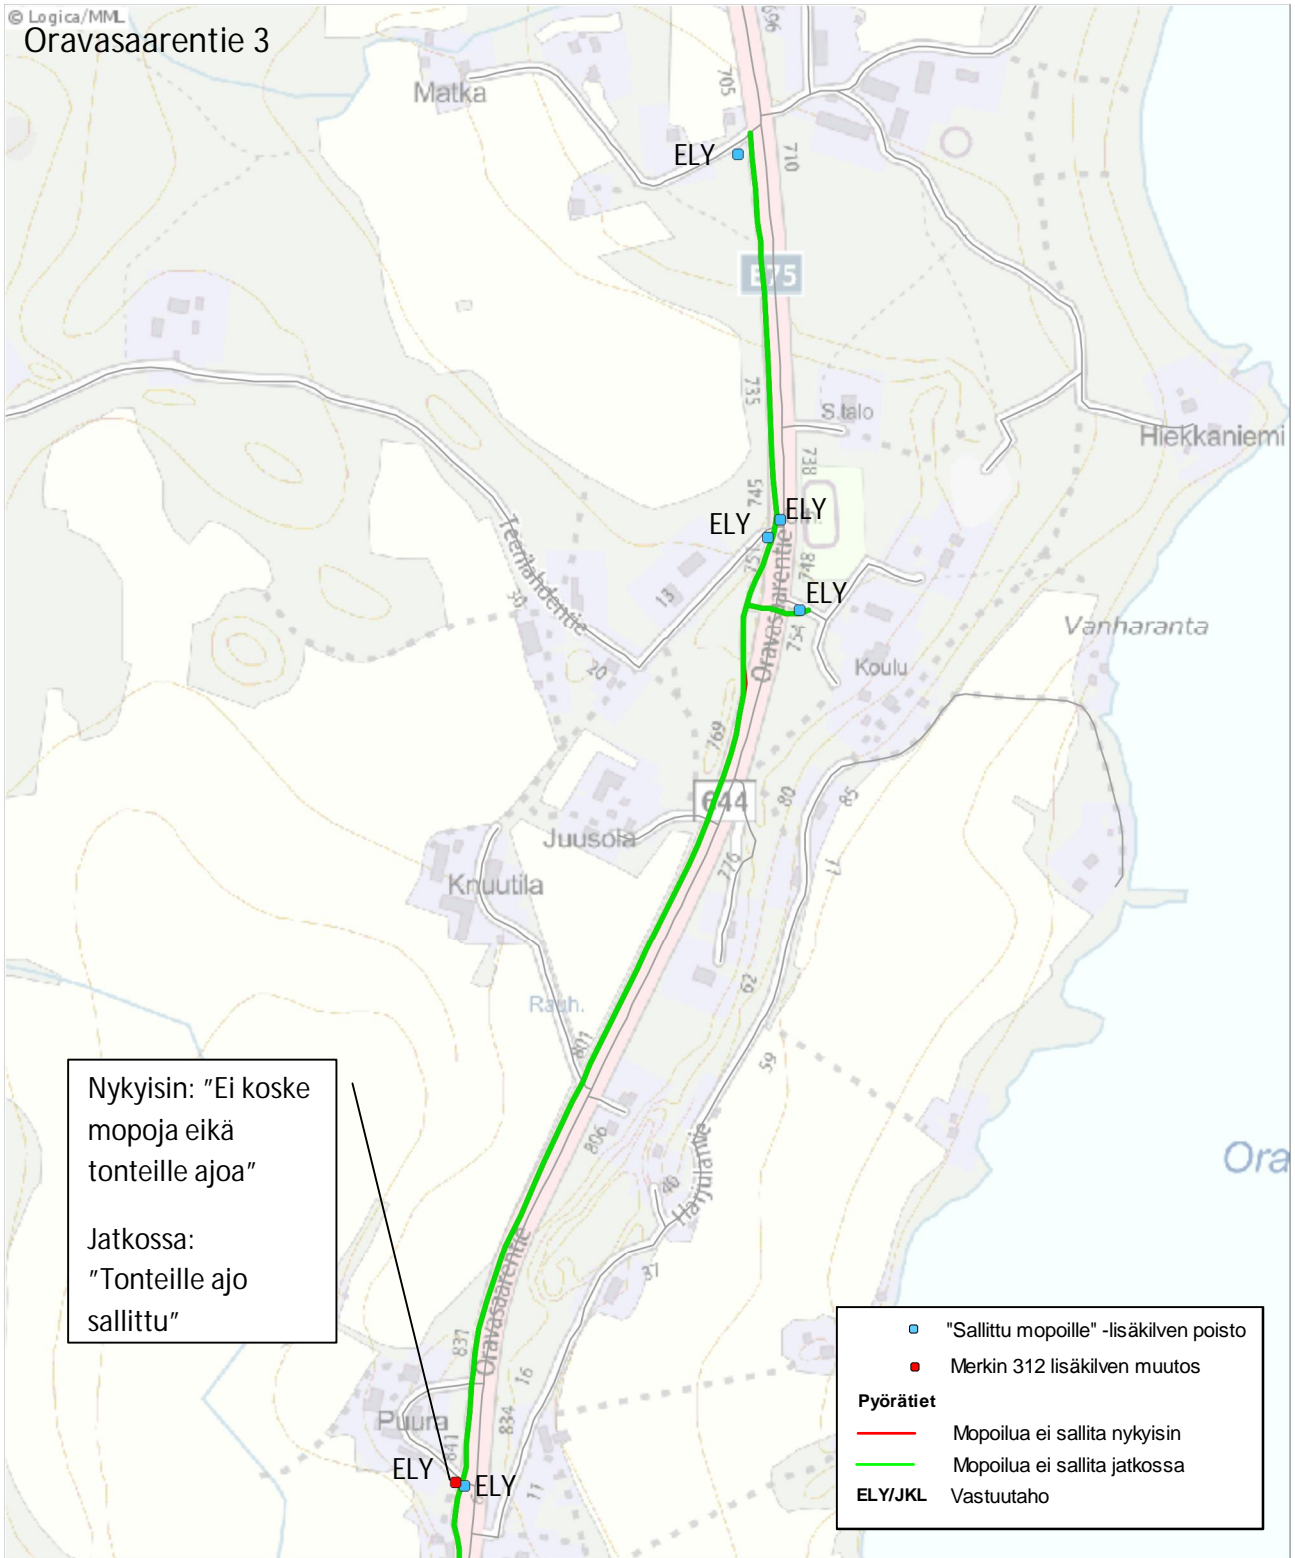 © Logica/MML
Oravasaarentie 3
696
705
Matka
ELY
710
E75
735
S.talo
738
Hiekkaniemi
745
ELY
ELY
Teerilahdentie
751
748
13
30
ELY
Oravasaarentie
754
Vanharanta
20
Koulu
769
644
80
85
Juusola
776
77
Knuutila
62
Rauh.
801
59
Nykyisin: "Ei koske
mopoja eikä
tonteille ajoa"
Jatkossa:
"Tonteille ajo
sallittu"
806
Ora
40
Harjulantie
Oravasaarentie
37
837
16
Puura
834
841
ELY
ELY
11
"Sallittu mopoille" -lisäkilven poisto
Merkin 312 lisäkilven muutos
Pyörätiet
Mopoilua ei sallita nykyisin
Mopoilua ei sallita jatkossa
ELY/JKL Vastuutaho